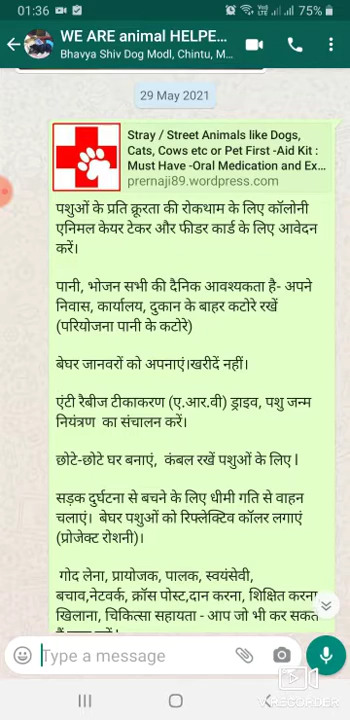 01:36
75%
WE ARE animal HELPE...
Bhavya Shiv Dog Modl, Chintu, M...
29 May 2021
Stray / Street Animals like Dogs,
Cats, Cows etc or Pet First -Aid Kit :
Must Have -Oral Medication and Ex...
prernaji89.wordpress.com
पशुओं के प्रति क्रूरता की रोकथाम के लिए कॉलोनी
एनिमल केयर टेकर और फीडर कार्ड के लिए आवेदन
करें।
पानी, भोजन सभी की दैनिक आवश्यकता है- अपने
निवास, कार्यालय, दुकान के बाहर कटोरे रखें
(परियोजना पानी के कटोरे)
बेघर जानवरों को अपनाएं।खरीदें नहीं।
एंटी रैबीज टीकाकरण (ए.आर.वी) ड्राइव, पशु जन्म
नियंत्रण का संचालन करें।
छोटे-छोटे घर बनाएं, कंबल रखें पशुओं के लिए l
सड़क दुर्घटना से बचने के लिए धीमी गति से वाहन
चलाएं। बेघर पशुओं को रिफ्लेक्टिव कॉलर लगाएं
(प्रोजेक्ट रोशनी)।
गोद लेना, प्रायोजक, पालक, स्वयंसेवी,
बचाव,नेटवर्क, क्रॉस पोस्ट,दान करना, शिक्षित करना
खिलाना, चिकित्सा सहायता - आप जो भी कर सकते
Type a message
VIRECORDER